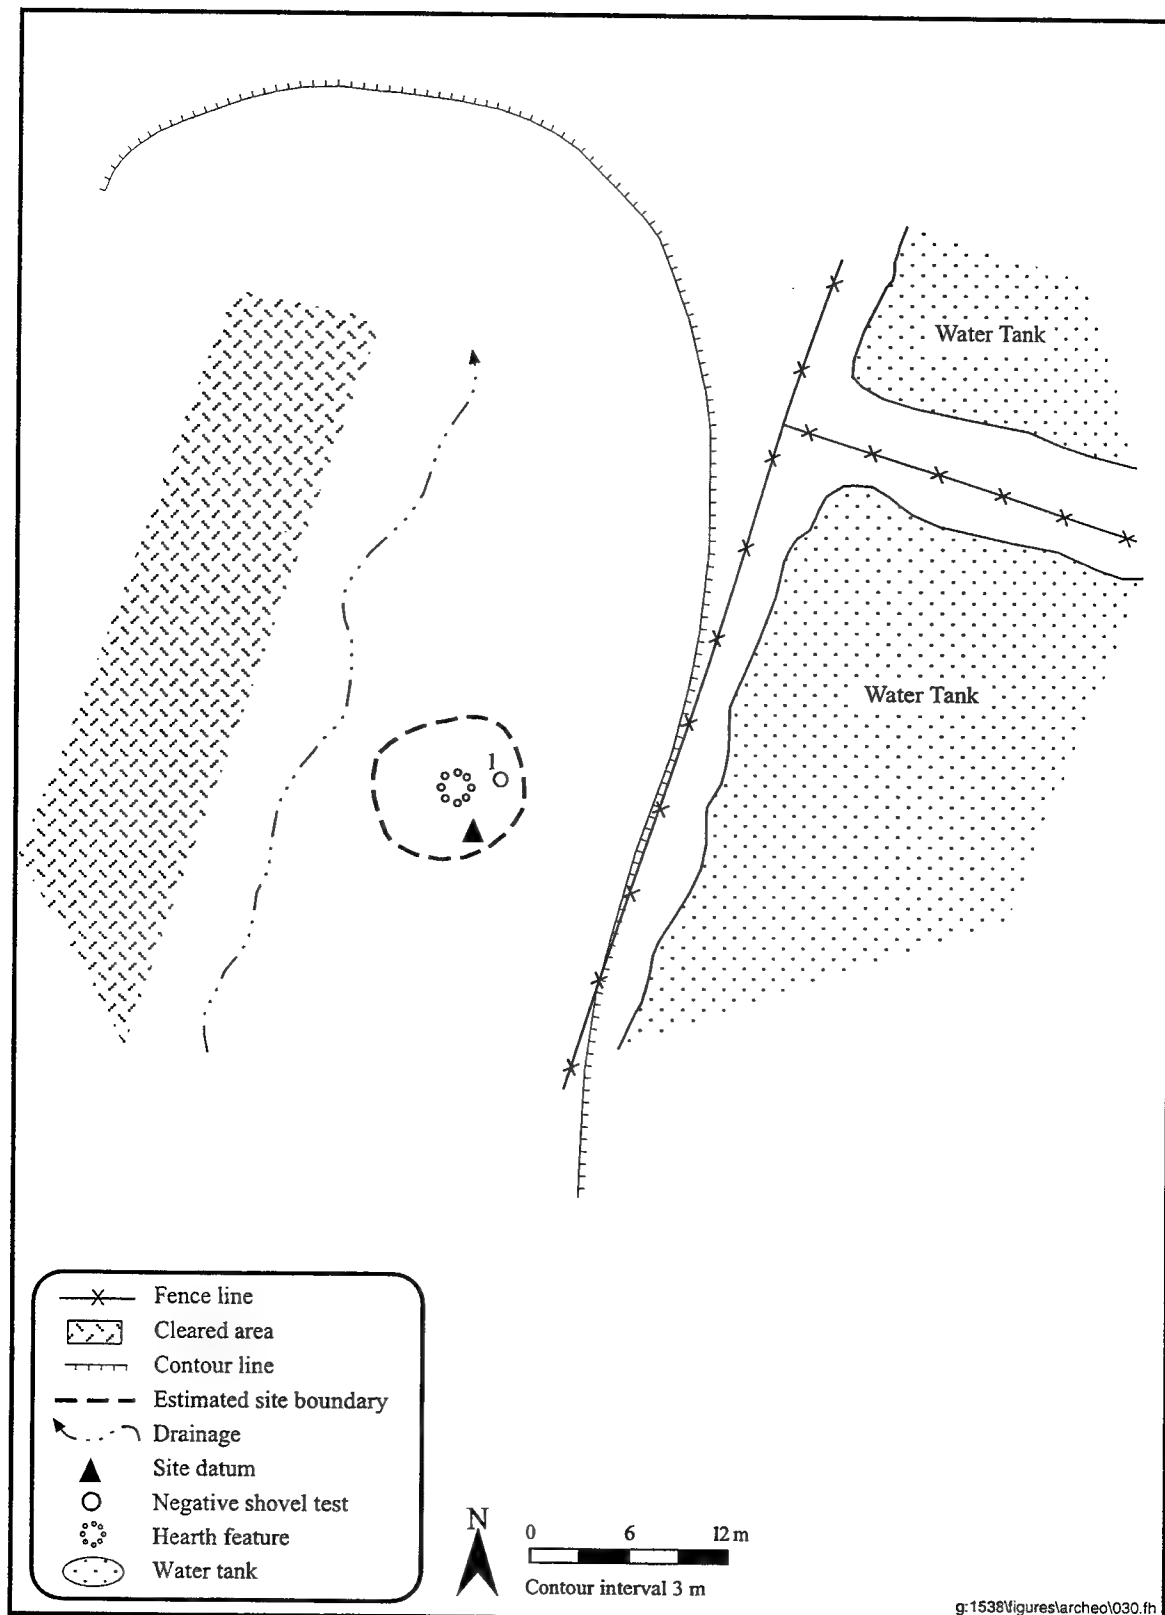 Water Tank
Water Tank
1
Fence line
Cleared area
Contour line
Estimated site boundary
Drainage
Site datum
Negative shovel test
Hearth feature
Water tank
N
0 6 12 m
Contour interval 3 m
g:1538\figures\archeo\030.fh